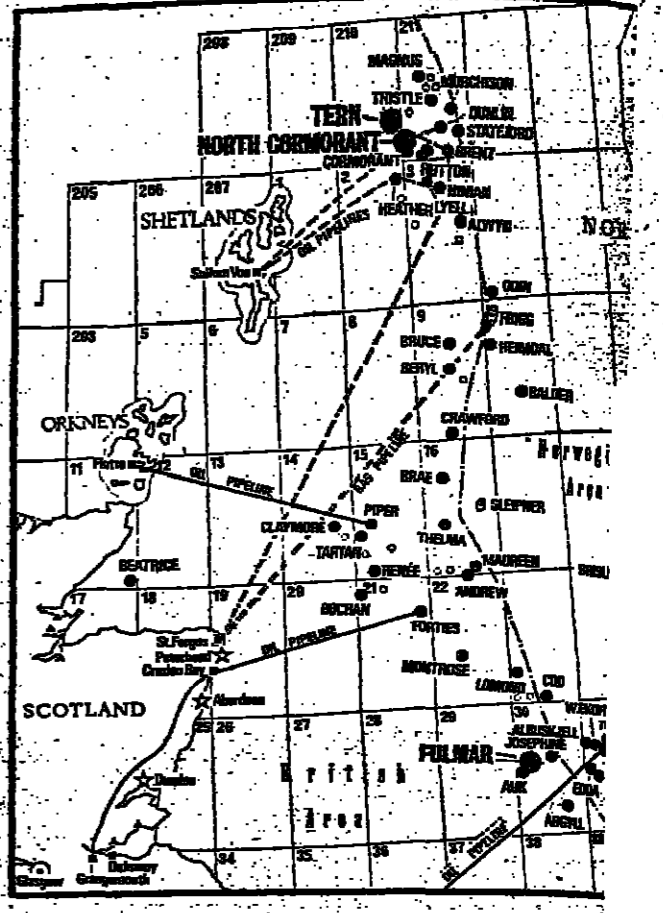 208 209 210 211
MAGNUS
MURCHISON
THISTLE
TERN
DUNLIN
STATFJORD
NORTH CORMORANT
BRENT
CORMORANT
2 3
HUTTON
NINIAN
205 206 207
SHETLANDS
HEATHER LYELL
ALWYN
OIL PIPELINES
Sullom Voe
ODIN
FRIGG
203 5 6 7 8 9
BRUCE
HEIMDAL
BERYL
BALDER
ORKNEYS
CRAWFORD
11 12 13 14 15 16
Norwegi
Area
Flotta
OIL PIPELINE
GAS PIPELINE
BRAE
SLEIPNER
PIPER
CLAYMORE
THELMA
TARTAN
BEATRICE
RENÉE
MAUREEN
17 18 19 20 21 22
ANDREW
BUCHAN
FORTIES
St.Fergus
Peterhead
Cruden Bay
OIL PIPELINE
MONTROSE
LOMOND
COD
Aberdeen
SCOTLAND
25 26 27 28 29 30
ALBUSKJELL
JOSEPHINE
FULMAR
AUK
EDDA
ARGYLL
Dundee
British
Area
OIL PIPELINE
34 35 36 37 38
Glasgow
Grangemouth
Dalmeny